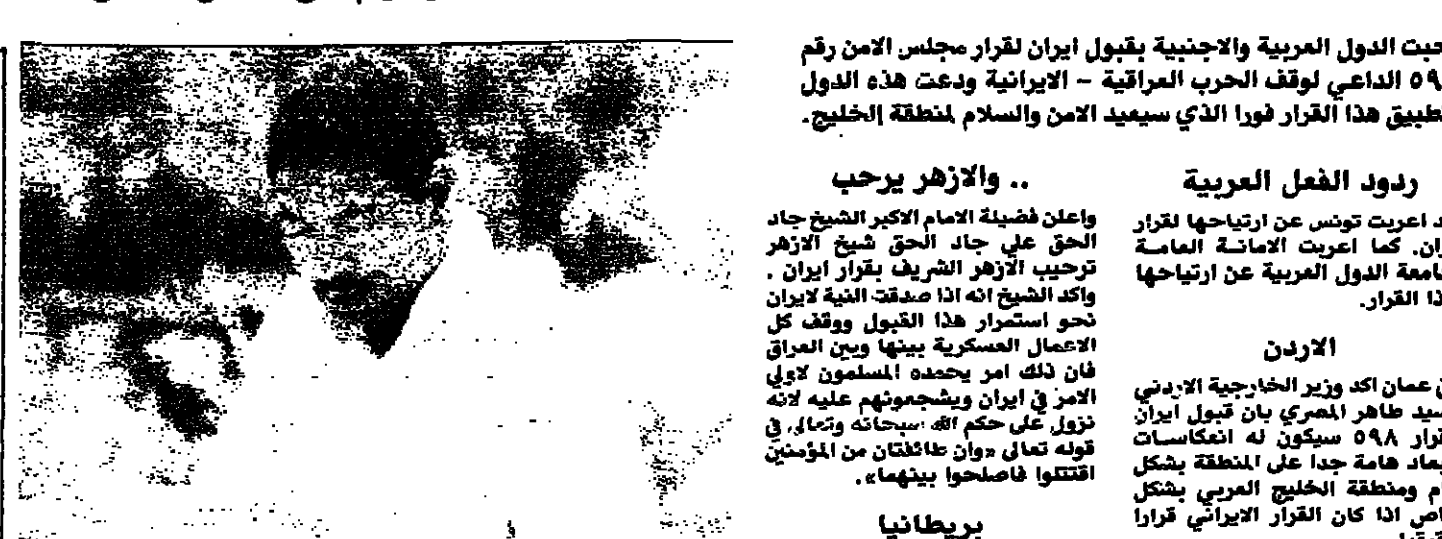 حبت الدول العربية والاجنبية بقبول ايران لقرار مجلس الامن رقم
٥٩ الداعي لوقف الحرب العراقية – الايرانية ودعت هذه الدول
طبيق هذا القرار فورا الذي سيعيد الامن والسلام لمنطقة الخليج.
ردود الفعل العربية
د اعربت تونس عن ارتياحها لقرار
ران. كما اعربت الامانة العامة
امعة الدول العربية عن ارتياحها
ذا القرار.
الاردن
ن عمان اكد وزير الخارجية الاردني
سيد طاهر المصري بان قبول ايران
قرار ٥٩٨ سيكون له انعكاسات
بعاد هامة جدا على المنطقة بشكل
ام ومنطقة الخليج العربي بشكل
اص اذا كان القرار الايراني قرارا
.. والازهر يرحب
واعلن فضيلة الامام الاكبر الشيخ جاد
الحق علي جاد الحق شيخ الازهر
ترحيب الازهر الشريف بقرار ايران .
واكد الشيخ انه اذا صدقت النية لايران
نحو استمرار هذا القبول ووقف كل
الاعمال العسكرية بينها وبين العراق
فان ذلك امر يحمده المسلمون لاولي
الامر في ايران ويشجعونهم عليه لانه
نزول على حكم الله سبحانه وتعالى في
قوله تعالى «وان طائفتان من المؤمنين
اقتتلوا فاصلحوا بينهما».
بريطانيا